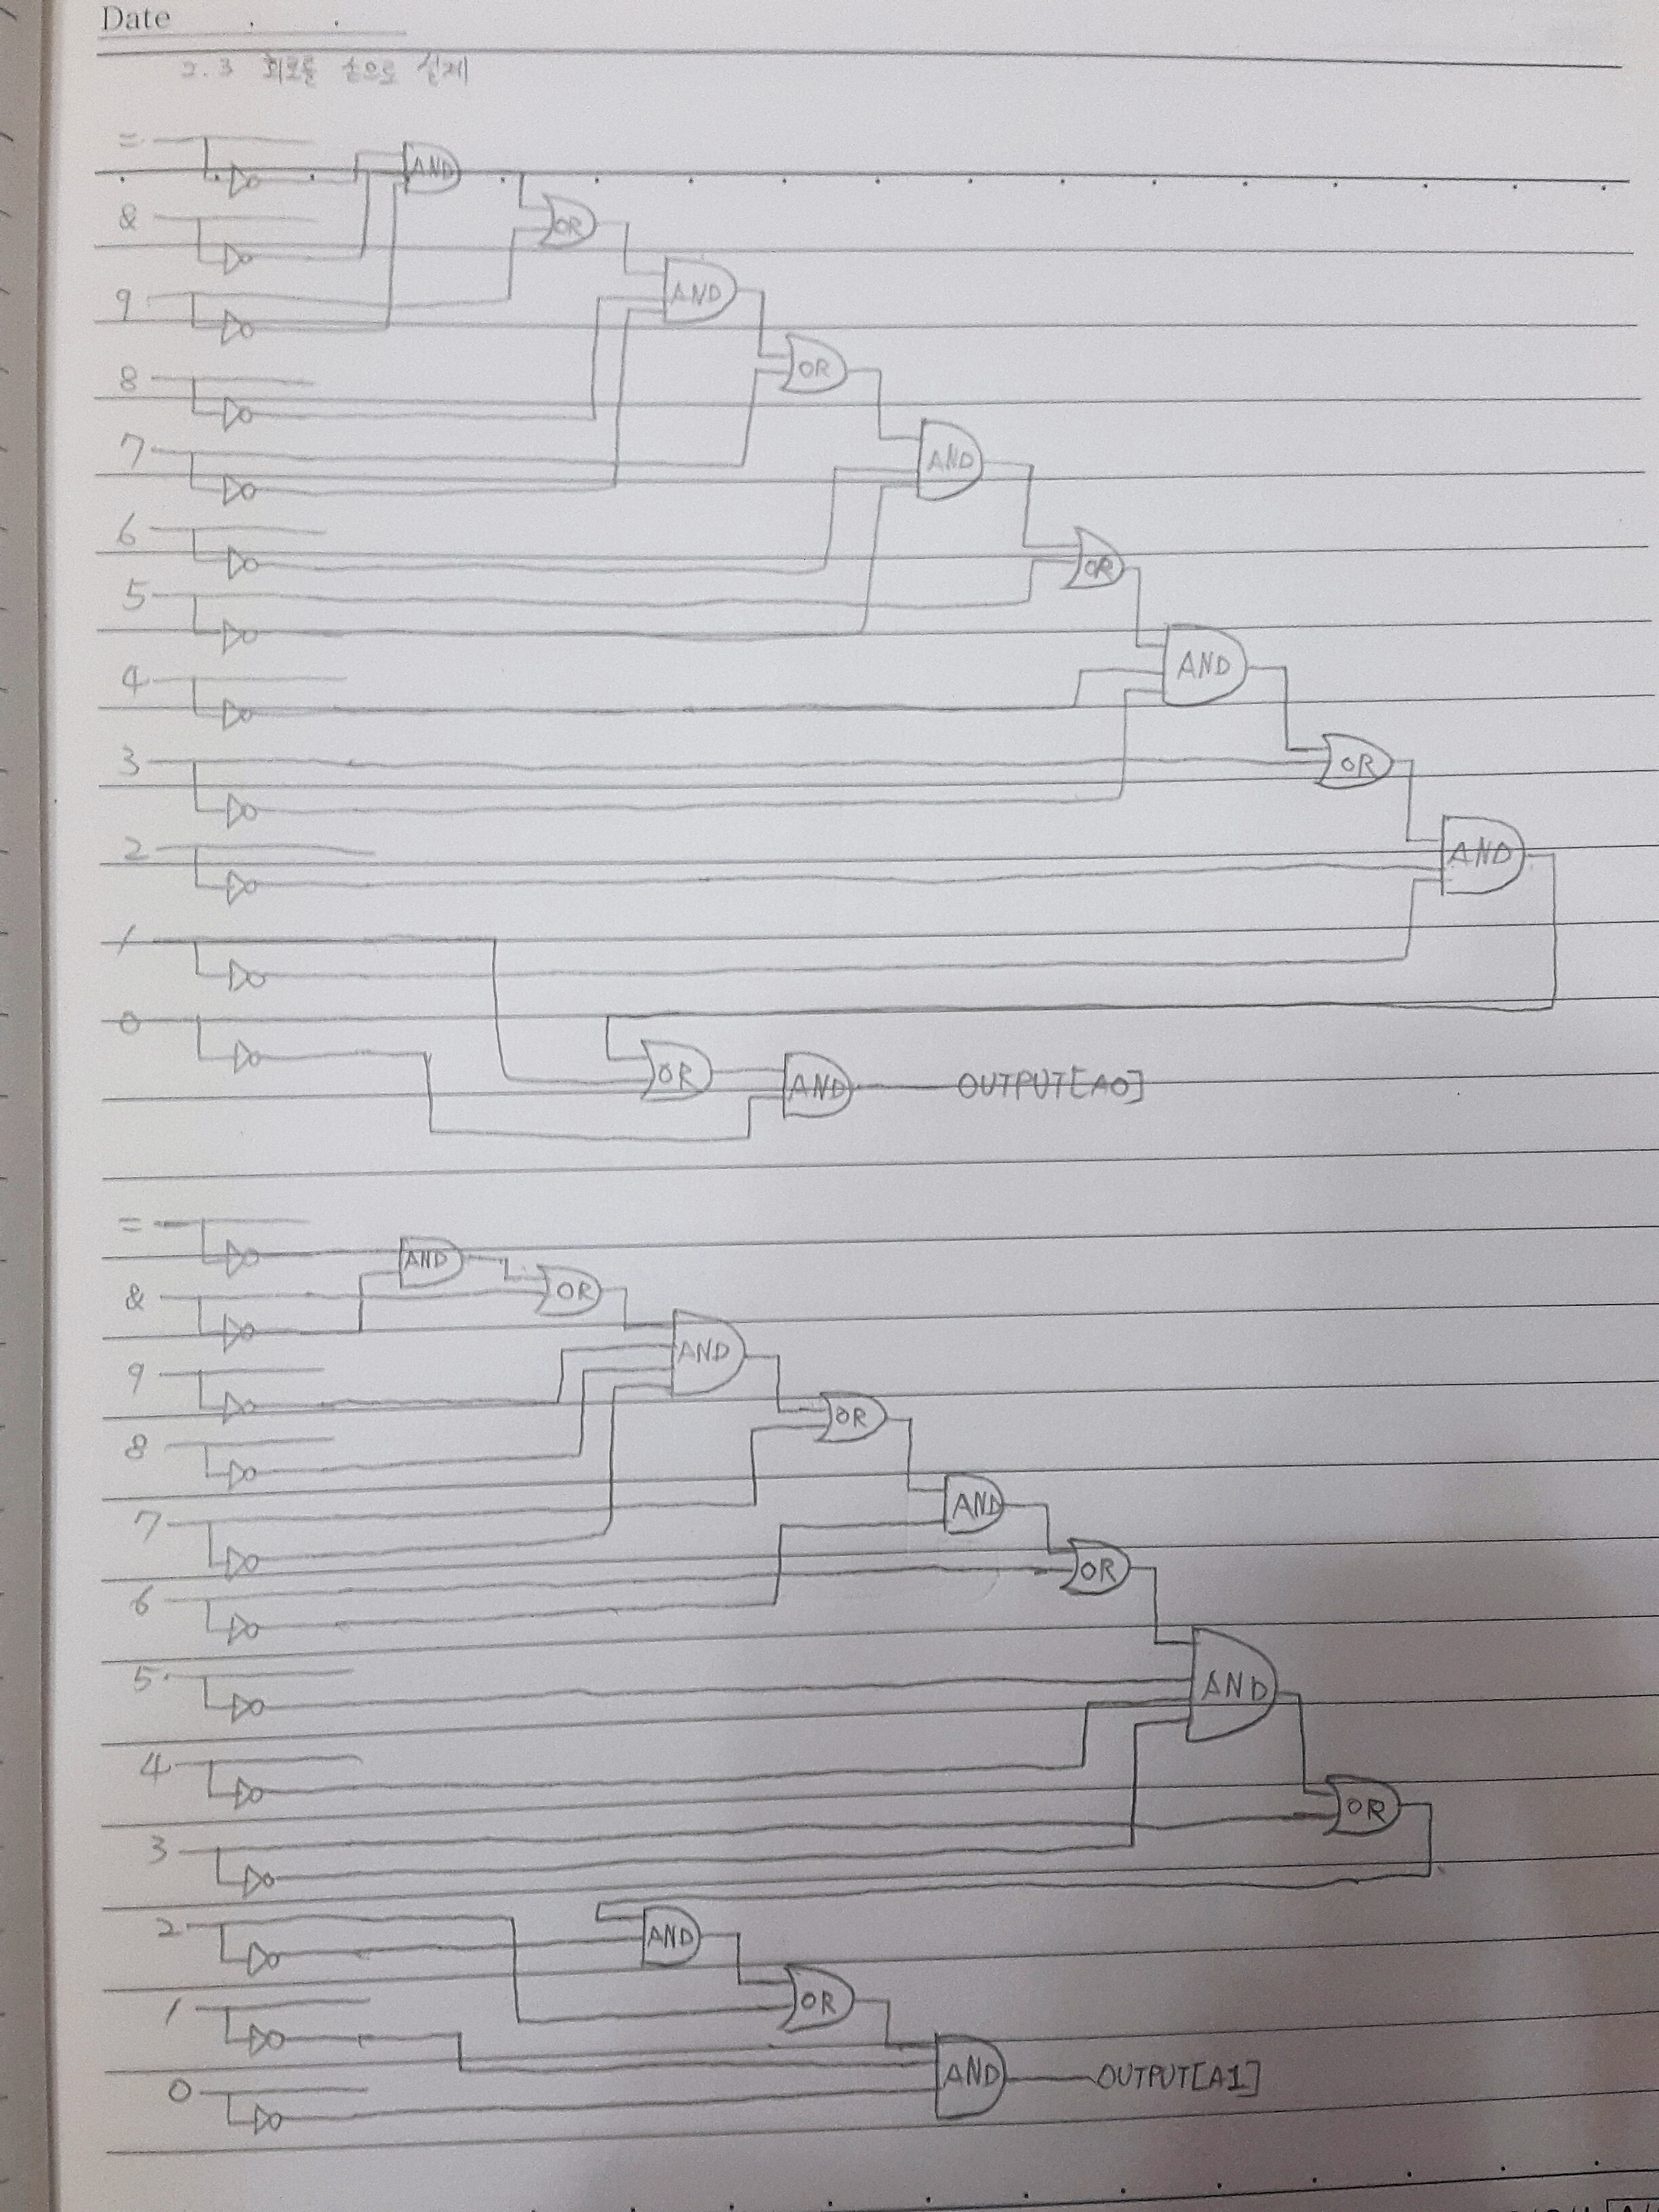 Date
2.3 회로를 손으로 설계
=
AND
&
OR
9
AND
8
OR
7
AND
6
OR
5
AND
4
3
OR
2
AND
1
0
OR AND OUTPUT[A0]
=
AND
&
OR
9
AND
8
OR
7
AND
6
OR
5
AND
4
OR
3
2
AND
1
OR
0
AND OUTPUT[A1]